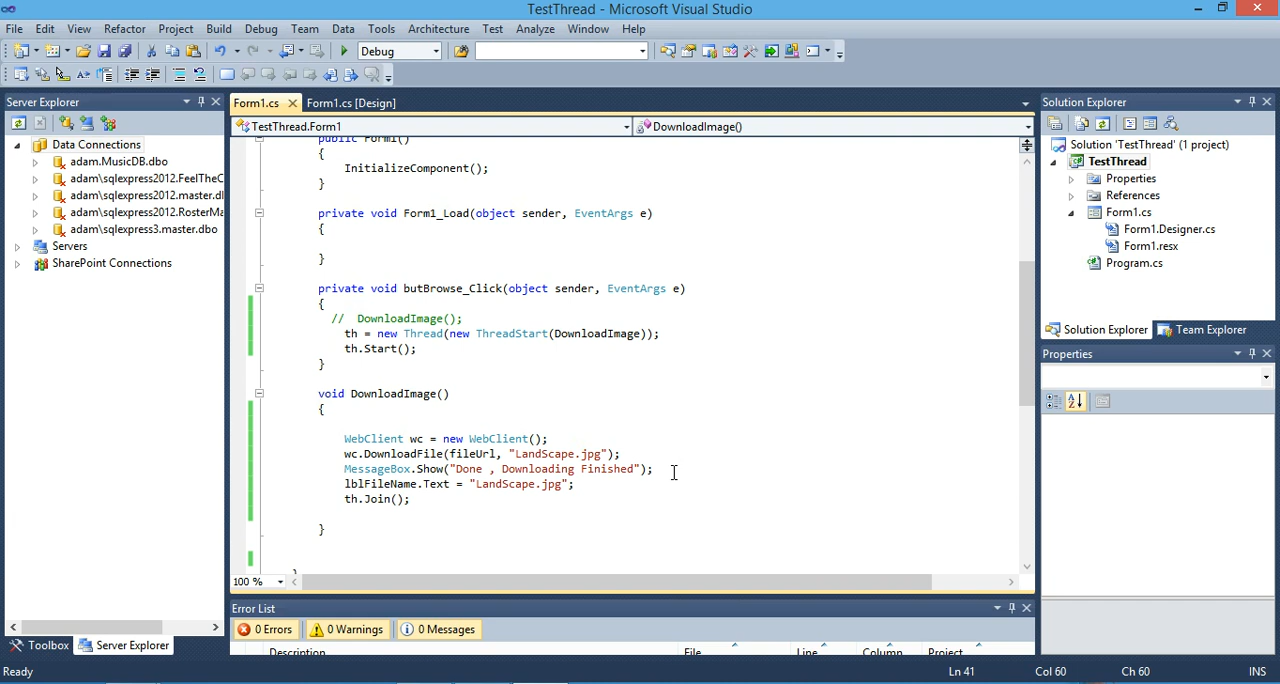 TestThread - Microsoft Visual Studio
File Edit View Refactor Project Build Debug Team Data Tools Architecture Test Analyze Window Help
Debug
Server Explorer
Data Connections
adam.MusicDB.dbo
adam\sqlexpress2012.FeelTheC
adam\sqlexpress2012.master.d
adam\sqlexpress2012.RosterMa
adam\sqlexpress3.master.dbo
Servers
SharePoint Connections
Toolbox Server Explorer
Form1.cs Form1.cs [Design]
TestThread.Form1 DownloadImage()
public Form1()
{
InitializeComponent();
}
private void Form1_Load(object sender, EventArgs e)
{
}
private void butBrowse_Click(object sender, EventArgs e)
{
// DownloadImage();
th = new Thread(new ThreadStart(DownloadImage));
th.Start();
}
void DownloadImage()
{
WebClient wc = new WebClient();
wc.DownloadFile(fileUrl, "LandScape.jpg");
MessageBox.Show("Done , Downloading Finished");
lblFileName.Text = "LandScape.jpg";
th.Join();
}
}
100 %
Error List
0 Errors 0 Warnings 0 Messages
Description File Line Column Project
Solution Explorer
Solution 'TestThread' (1 project)
TestThread
Properties
References
Form1.cs
Form1.Designer.cs
Form1.resx
Program.cs
Solution Explorer Team Explorer
Properties
Ready Ln 41 Col 60 Ch 60 INS